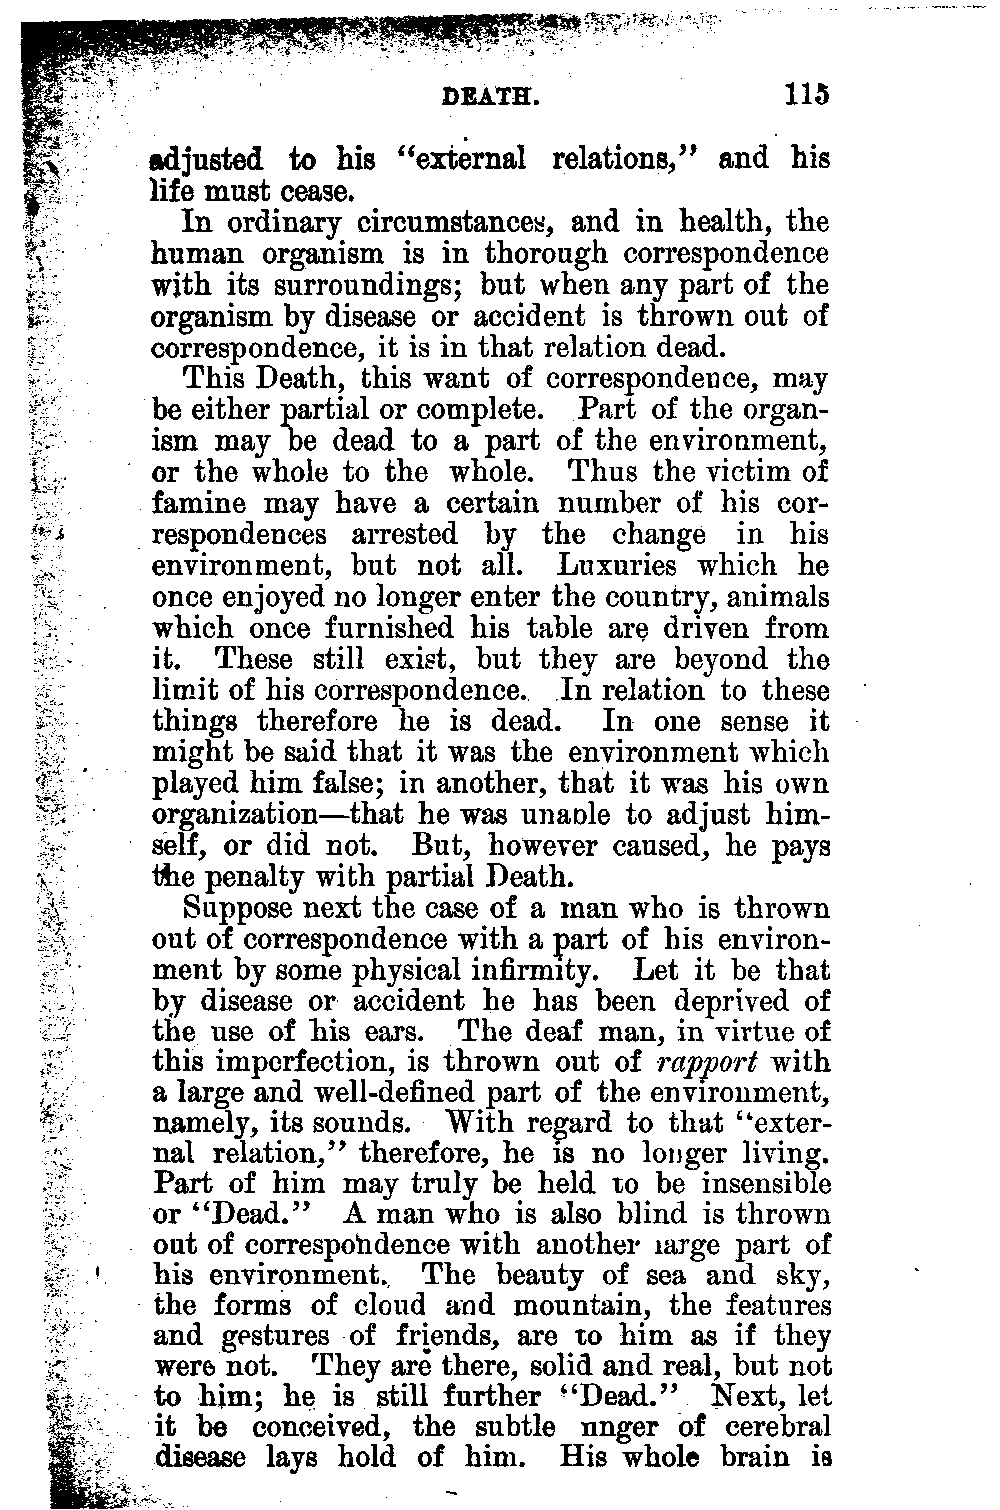 DEATH. 115
adjusted to his “external relations,” and his
life must cease.
In ordinary circumstances, and in health, the
human organism is in thorough correspondence
with its surroundings; but when any part of the
organism by disease or accident is thrown out of
correspondence, it is in that relation dead.
This Death, this want of correspondence, may
be either partial or complete. Part of the organ-
ism may be dead to a part of the environment,
or the whole to the whole. Thus the victim of
famine may have a certain number of his cor-
respondences arrested by the change in his
environment, but not all. Luxuries which he
once enjoyed no longer enter the country, animals
which once furnished his table are driven from
it. These still exist, but they are beyond the
limit of his correspondence. In relation to these
things therefore he is dead. In one sense it
might be said that it was the environment which
played him false; in another, that it was his own
organization—that he was unable to adjust him-
self, or did not. But, however caused, he pays
the penalty with partial Death.
Suppose next the case of a man who is thrown
out of correspondence with a part of his environ-
ment by some physical infirmity. Let it be that
by disease or accident he has been deprived of
the use of his ears. The deaf man, in virtue of
this imperfection, is thrown out of rapport with
a large and well-defined part of the environment,
namely, its sounds. With regard to that “exter-
nal relation,” therefore, he is no longer living.
Part of him may truly be held to be insensible
or “Dead.” A man who is also blind is thrown
out of correspondence with another large part of
his environment. The beauty of sea and sky,
the forms of cloud and mountain, the features
and gestures of friends, are to him as if they
were not. They are there, solid and real, but not
to him; he is still further “Dead.” Next, let
it be conceived, the subtle finger of cerebral
disease lays hold of him. His whole brain is